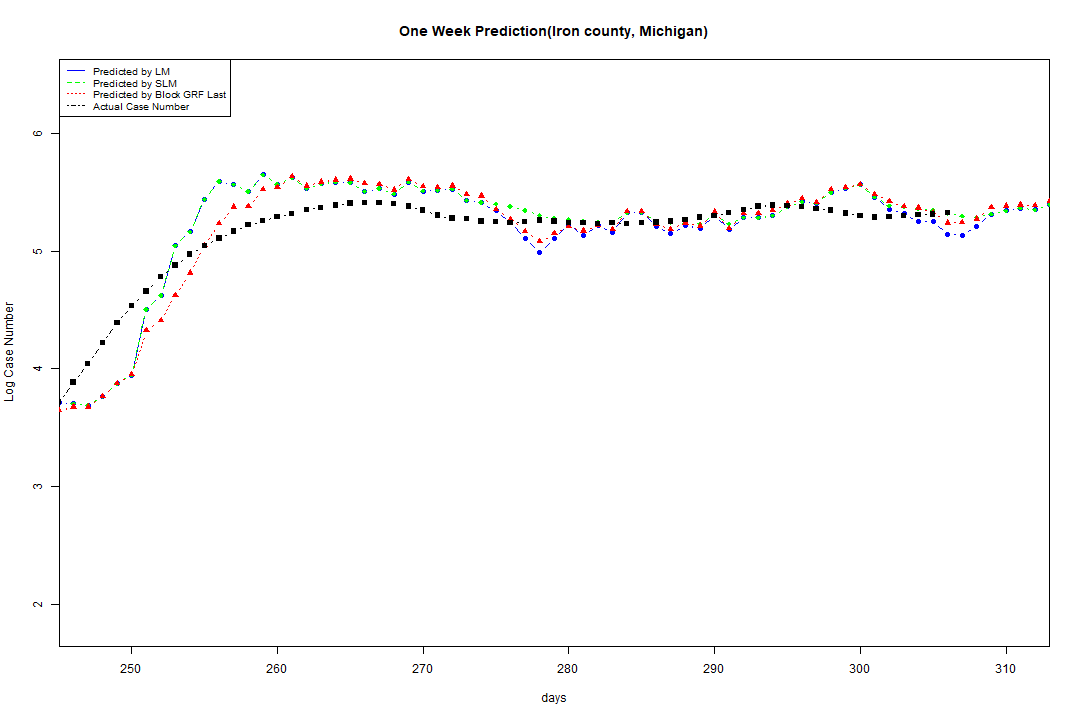 One Week Prediction(Iron county, Michigan)
Predicted by LM
Predicted by SLM
Predicted by Block GRF Last
Actual Case Number
6
5
4
3
2
Log Case Number
250 260 270 280 290 300 310
days